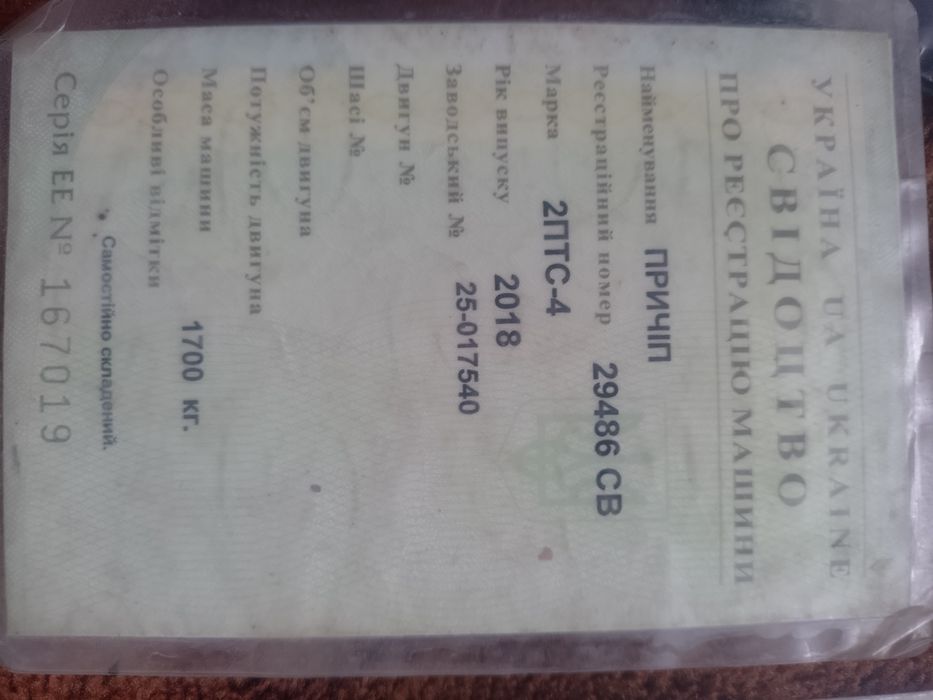 УКРАЇНА UA UKRAINE
СВІДОЦТВО
ПРО РЕЄСТРАЦІЮ МАШИНИ
Найменування ПРИЧІП
Реєстраційний номер 29486 СВ
Марка 2ПТС-4
Рік випуску 2018
Заводський № 25-017540
Двигун №
Шасі №
Об'єм двигуна
Потужність двигуна
Маса машини 1700 кг.
Особливі відмітки
Самостійно складений.
Серія ЕЕ № 167019